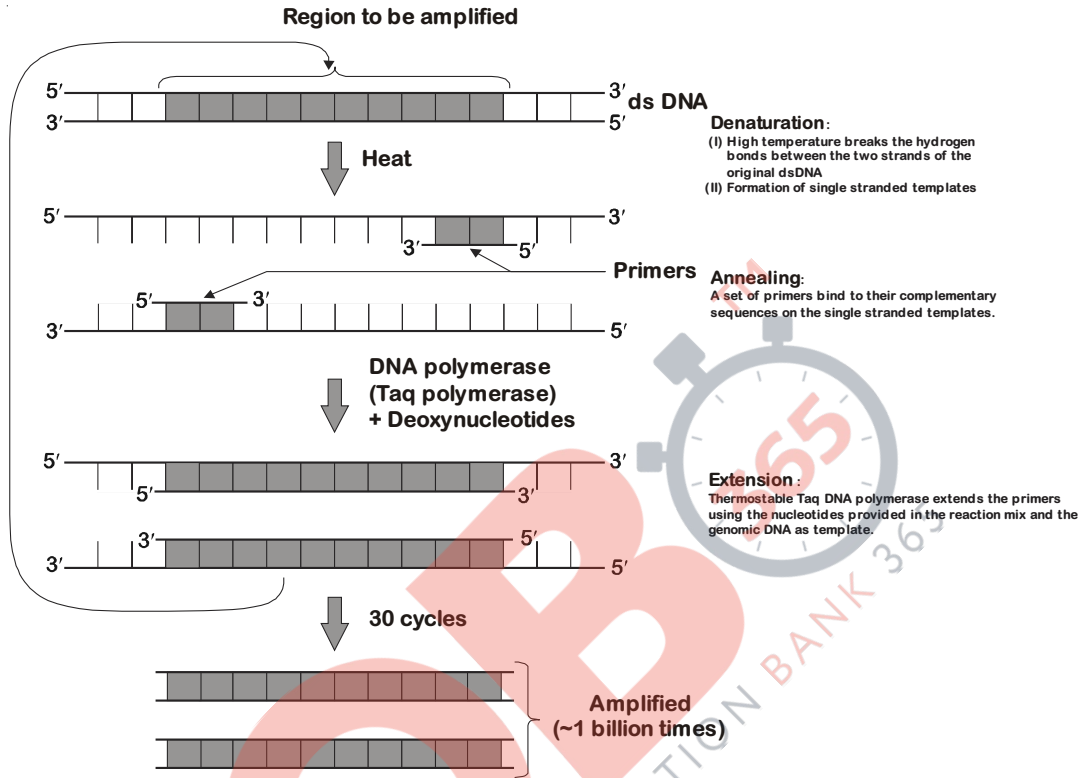 Region to be amplified
5′ 3′
ds DNA
3′ 5′
Denaturation:
(I) High temperature breaks the hydrogen
bonds between the two strands of the
original dsDNA
(II) Formation of single stranded templates
Heat
5′ 3′
3′ 5′
Primers
Annealing:
A set of primers bind to their complementary
sequences on the single stranded templates.
5′ 3′
3′ 5′
DNA polymerase
(Taq polymerase)
+ Deoxynucleotides
5′ 3′
5′ 3′
Extension :
Thermostable Taq DNA polymerase extends the primers
using the nucleotides provided in the reaction mix and the
genomic DNA as template.
3′ 5′
3′ 5′
30 cycles
Amplified
(~1 billion times)
TM
365
TION BANK 365